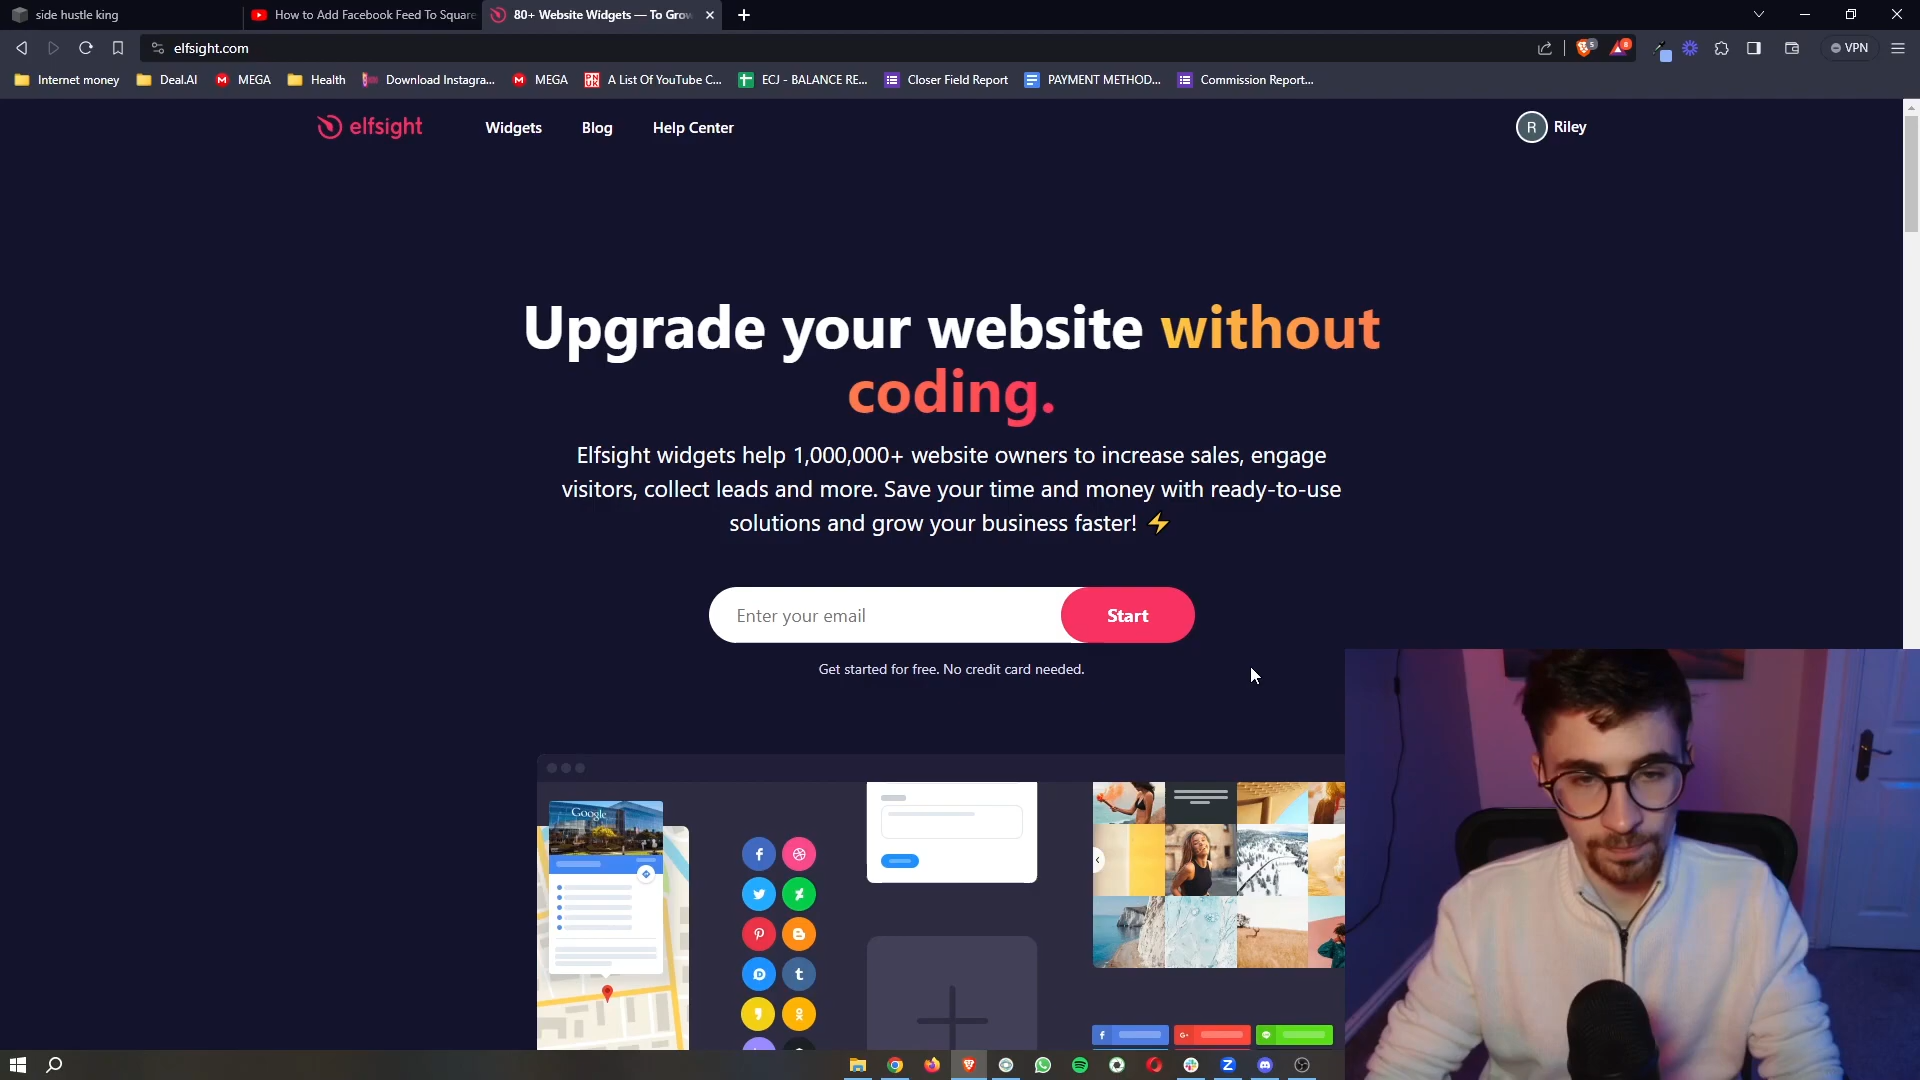 side hustle king
How to Add Facebook Feed To Square
80+ Website Widgets — To Grow
elfsight.com
VPN
Internet money
Deal.AI
MEGA
Health
Download Instagra...
MEGA
A List Of YouTube C...
ECJ - BALANCE RE...
Closer Field Report
PAYMENT METHOD...
Commission Report...
elfsight
Widgets
Blog
Help Center
R
Riley
Upgrade your website without
coding.
Elfsight widgets help 1,000,000+ website owners to increase sales, engage
visitors, collect leads and more. Save your time and money with ready-to-use
solutions and grow your business faster! ⚡
Enter your email
Start
Get started for free. No credit card needed.
Google